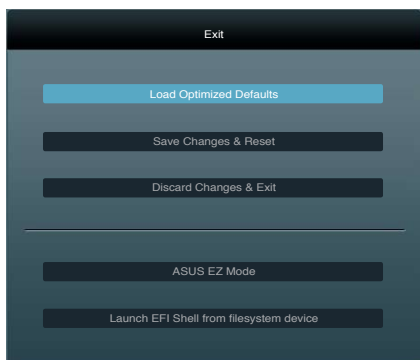 Exit
Load Optimized Defaults
Save Changes & Reset
Discard Changes & Exit
ASUS EZ Mode
Launch EFI Shell from filesystem device